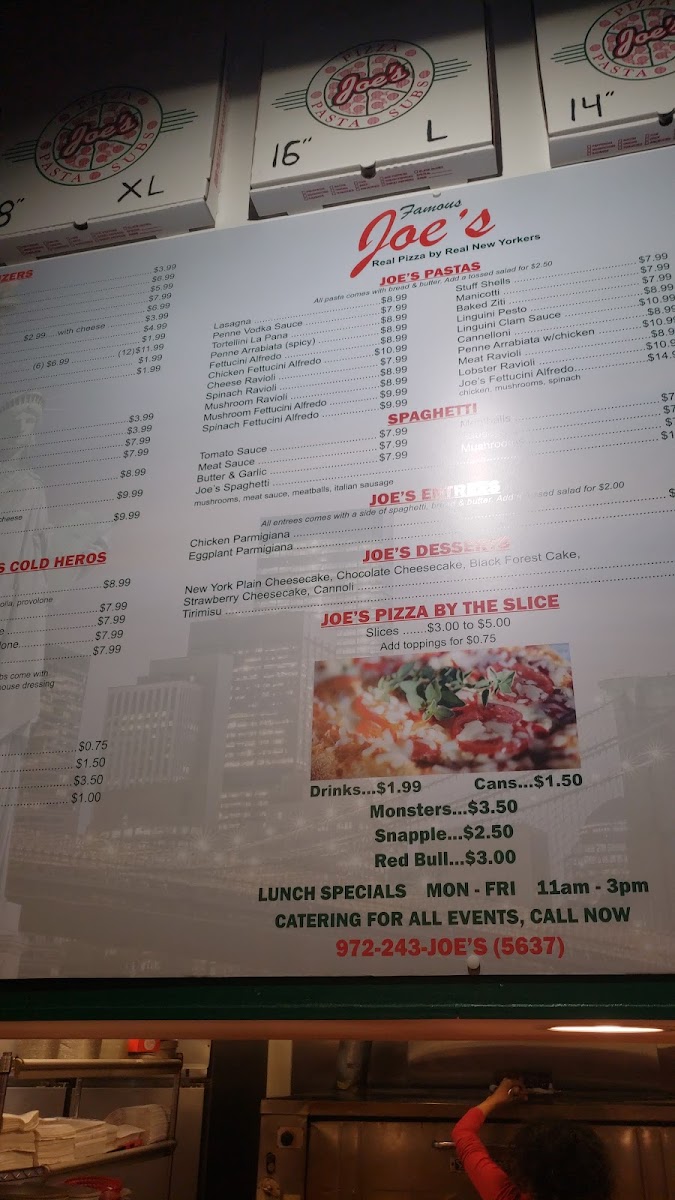 PIZZA
Joe's
PASTA SUBS
XL
8"
PIZZA
Joe's
PASTA SUBS
16" L
Joe's
PASTA
14"
Famous
Joe's
Real Pizza by Real New Yorkers
ZERS
$3.99
$6.99
$5.99
$7.99
$6.99
$3.99
$2.99 ... with cheese $4.99
$1.99
(6) $6.99 (12)$11.99
$1.99
$1.99
$3.99
$3.99
$7.99
$7.99
$8.99
$9.99
cheese
$9.99
S COLD HEROS
$8.99
provolone
$7.99
$7.99
$7.99
$7.99
bs come with
house dressing
$0.75
$1.50
$3.50
$1.00
JOE'S PASTAS
All pasta comes with bread & butter. Add a tossed salad for $2.50
Lasagna $8.99
Penne Vodka Sauce $7.99
Tortellini La Pana $8.99
Penne Arrabiata (spicy) $8.99
Fettucini Alfredo $8.99
Chicken Fettucini Alfredo $10.99
Cheese Ravioli $7.99
Spinach Ravioli $8.99
Mushroom Ravioli $8.99
Mushroom Fettucini Alfredo $9.99
Spinach Fettucini Alfredo $9.99
Stuff Shells $7.99
Manicotti $7.99
Baked Ziti $7.99
Linguini Pesto $8.99
Linguini Clam Sauce $10.99
Cannelloni
Penne Arrabiata w/chicken
Meat Ravioli
Lobster Ravioli
Joe's Fettucini Alfredo
chicken, mushrooms, spinach
SPAGHETTI
Tomato Sauce $7.99
Meat Sauce $7.99
Butter & Garlic $7.99
Joe's Spaghetti
mushrooms, meat sauce, meatballs, italian sausage
JOE'S ENTREES
All entrees comes with a side of spaghetti, bread & butter. Add a tossed salad for $2.00
Chicken Parmigiana
Eggplant Parmigiana
JOE'S DESSERTS
New York Plain Cheesecake, Chocolate Cheesecake, Black Forest Cake,
Strawberry Cheesecake, Cannoli
Tirimisu
JOE'S PIZZA BY THE SLICE
Slices .......$3.00 to $5.00
Add toppings for $0.75
Drinks...$1.99 Cans...$1.50
Monsters...$3.50
Snapple...$2.50
Red Bull...$3.00
LUNCH SPECIALS MON - FRI 11am - 3pm
CATERING FOR ALL EVENTS, CALL NOW
972-243-JOE'S (5637)